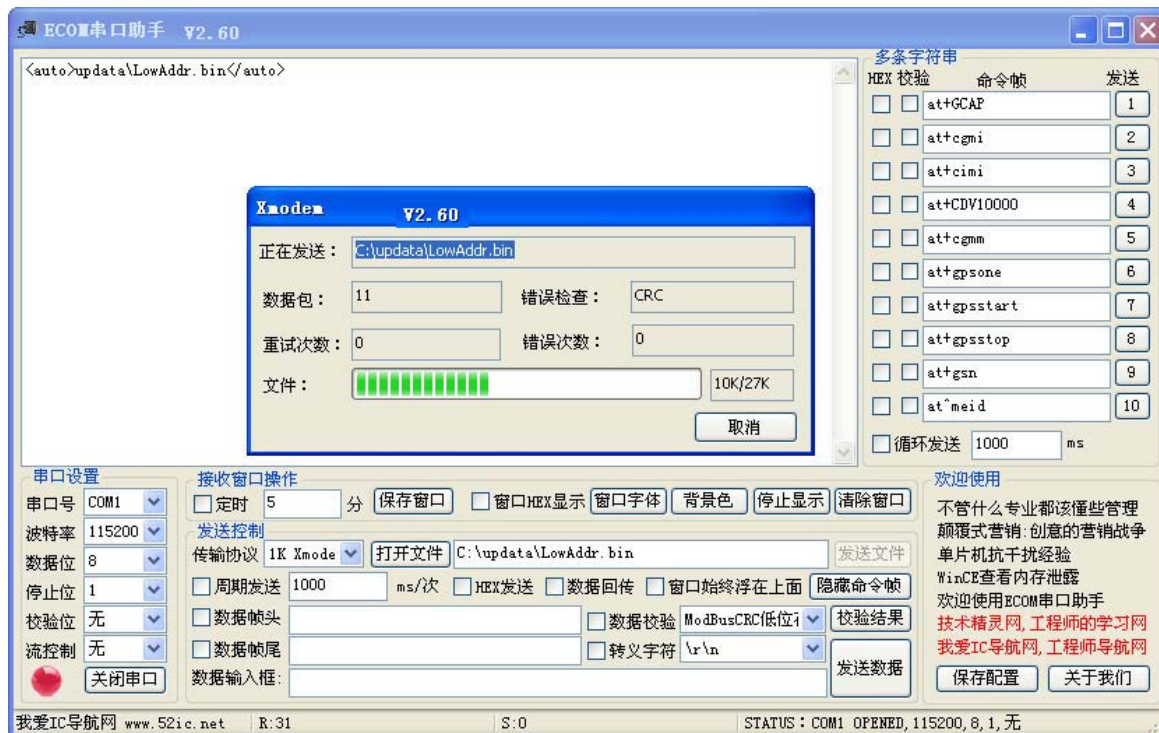 ECOM串口助手 V2.60
<auto>updata\LowAddr.bin</auto>
Xmodem V2.60
正在发送： C:\updata\LowAddr.bin
数据包： 11 错误检查： CRC
重试次数： 0 错误次数： 0
文件： 10K/27K
取消
多条字符串
HEX 校验 命令帧 发送
at+GCAP 1
at+cgmi 2
at+cimi 3
at+CDV10000 4
at+cgmm 5
at+gpsone 6
at+gpsstart 7
at+gpsstop 8
at+gsn 9
at^meid 10
循环发送 1000 ms
串口设置
串口号 COM1
波特率 115200
数据位 8
停止位 1
校验位 无
流控制 无
关闭串口
接收窗口操作
定时 5 分 保存窗口 窗口HEX显示 窗口字体 背景色 停止显示 清除窗口
发送控制
传输协议 1K Xmode 打开文件 C:\updata\LowAddr.bin 发送文件
周期发送 1000 ms/次 HEX发送 数据回传 窗口始终浮在上面 隐藏命令帧
数据帧头 数据校验 ModBusCRC低位 校验结果
数据帧尾 转义字符 \r\n
数据输入框: 发送数据
欢迎使用
不管什么专业都该懂些管理
颠覆式营销:创意的营销战争
单片机抗干扰经验
WinCE查看内存泄露
欢迎使用ECOM串口助手
技术精灵网,工程师的学习网
我爱IC导航网,工程师导航网
保存配置 关于我们
我爱IC导航网 www.52ic.net R:31 S:0 STATUS：COM1 OPENED,115200,8,1,无